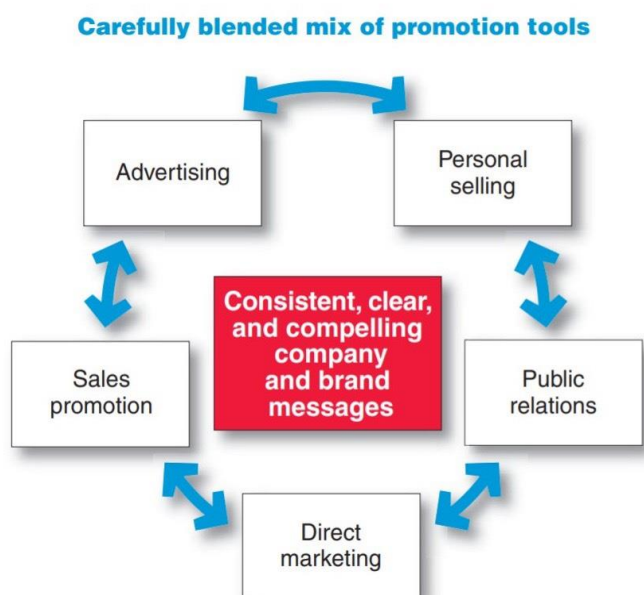 Carefully blended mix of promotion tools
Advertising
Personal
selling
Consistent, clear,
and compelling
company
and brand
messages
Sales
promotion
Public
relations
Direct
marketing